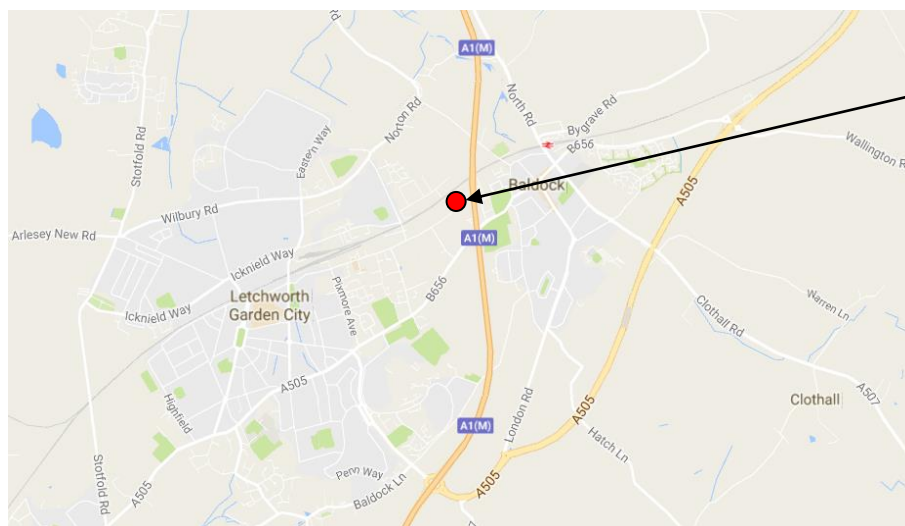 A1(M)
North Rd
Bygrave Rd
B656
Norton Rd
Wallington Rd
Eastern Way
Stotfold Rd
Baldock
A505
Wilbury Rd
Arlesey New Rd
A1(M)
Icknield Way
B656
Pixmore Ave
Letchworth
Garden City
Icknield Way
Clothall Rd
Warren Ln
A505
Highfield
London Rd
A505
Clothall
A507
A1(M)
Hatch Ln
Stotfold Rd
A505
Penn Way
Baldock Ln
A505